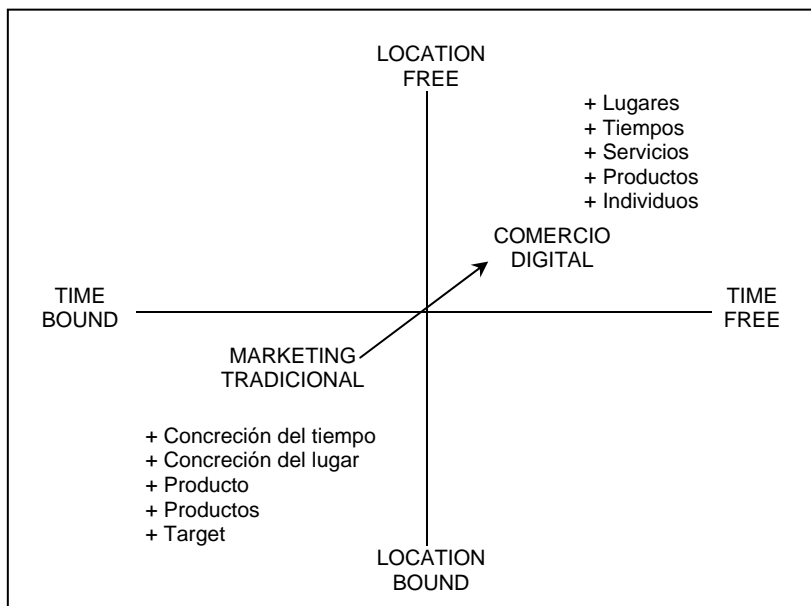 LOCATION
FREE
+ Lugares
+ Tiempos
+ Servicios
+ Productos
+ Individuos
COMERCIO
DIGITAL
TIME
BOUND
TIME
FREE
MARKETING
TRADICIONAL
+ Concreción del tiempo
+ Concreción del lugar
+ Producto
+ Productos
+ Target
LOCATION
BOUND